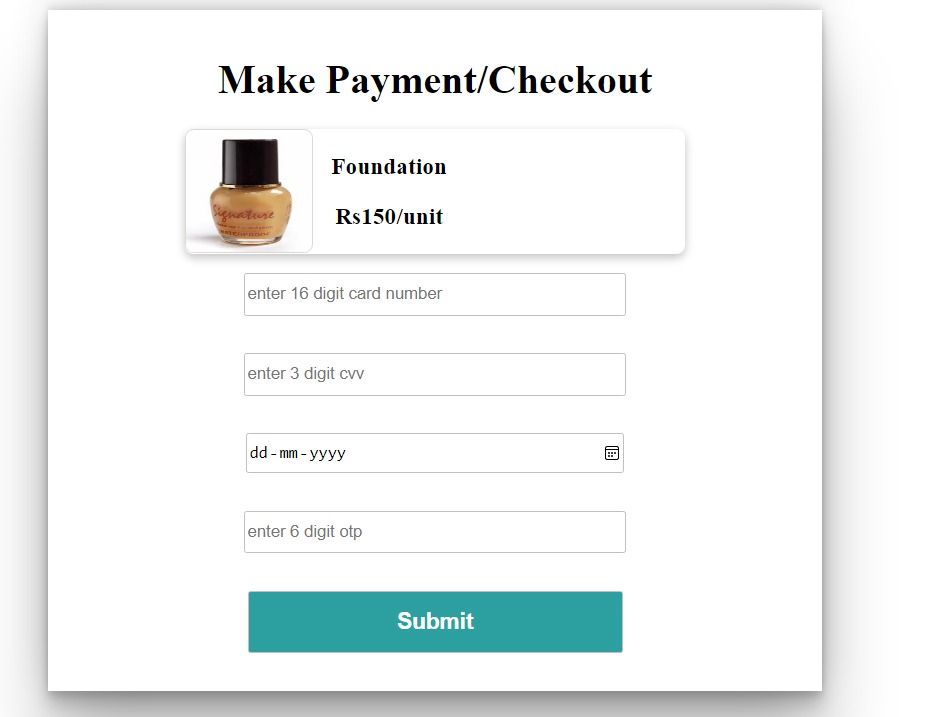 Make Payment/Checkout
Signature
WATERPROOF
Foundation
Rs150/unit
enter 16 digit card number
enter 3 digit cvv
dd-mm-yyyy
enter 6 digit otp
Submit